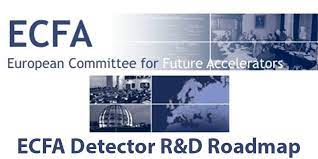 ECFA
European Committee for Future Accelerators
ECFA Detector R&D Roadmap